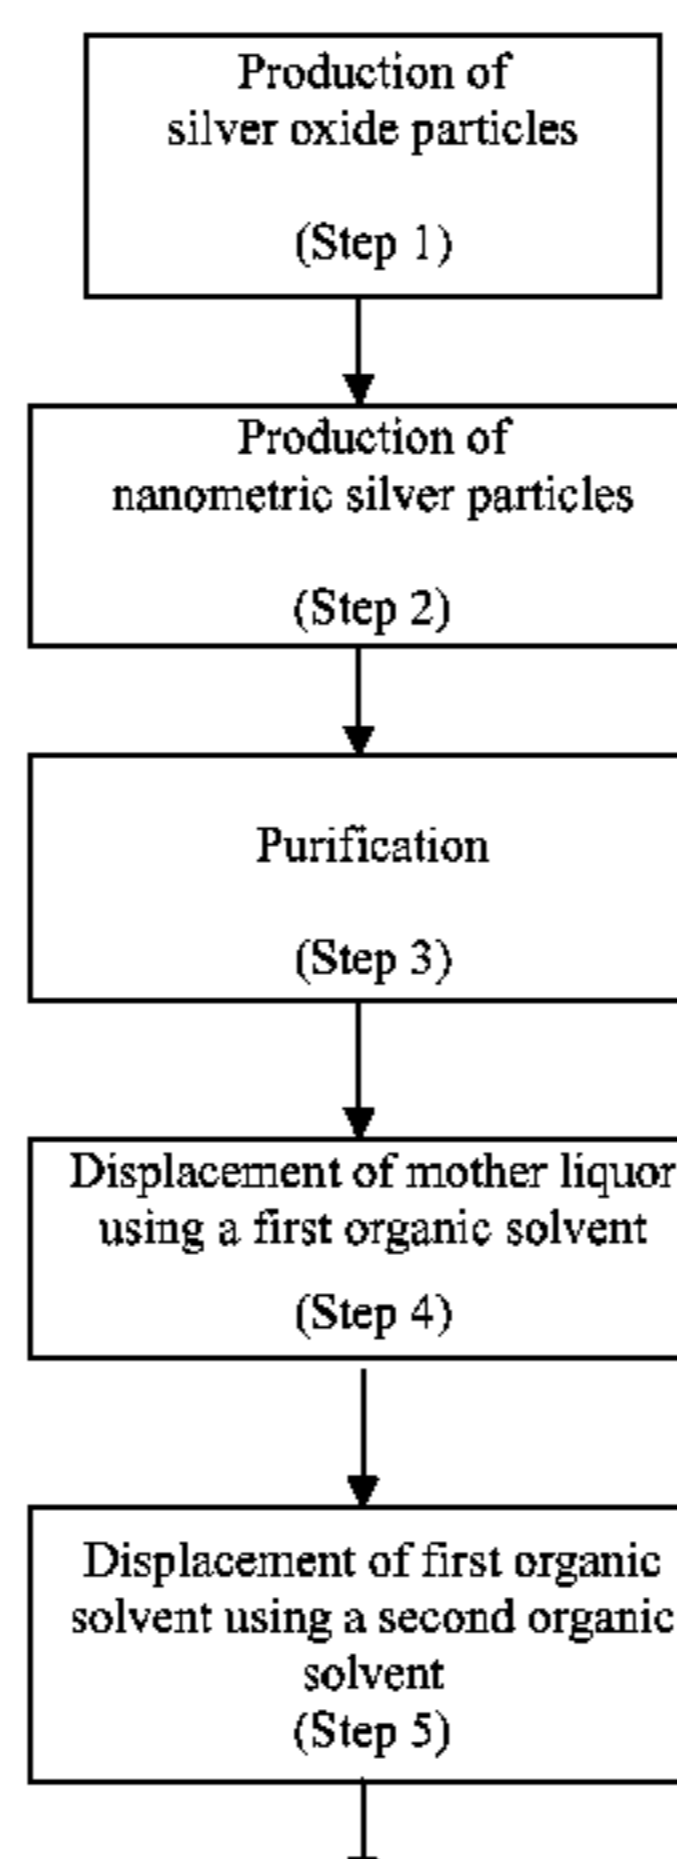 Production of
silver oxide particles
(Step 1)
Production of
nanometric silver particles
(Step 2)
Purification
(Step 3)
Displacement of mother liquor
using a first organic solvent
(Step 4)
Displacement of first organic
solvent using a second organic
solvent
(Step 5)